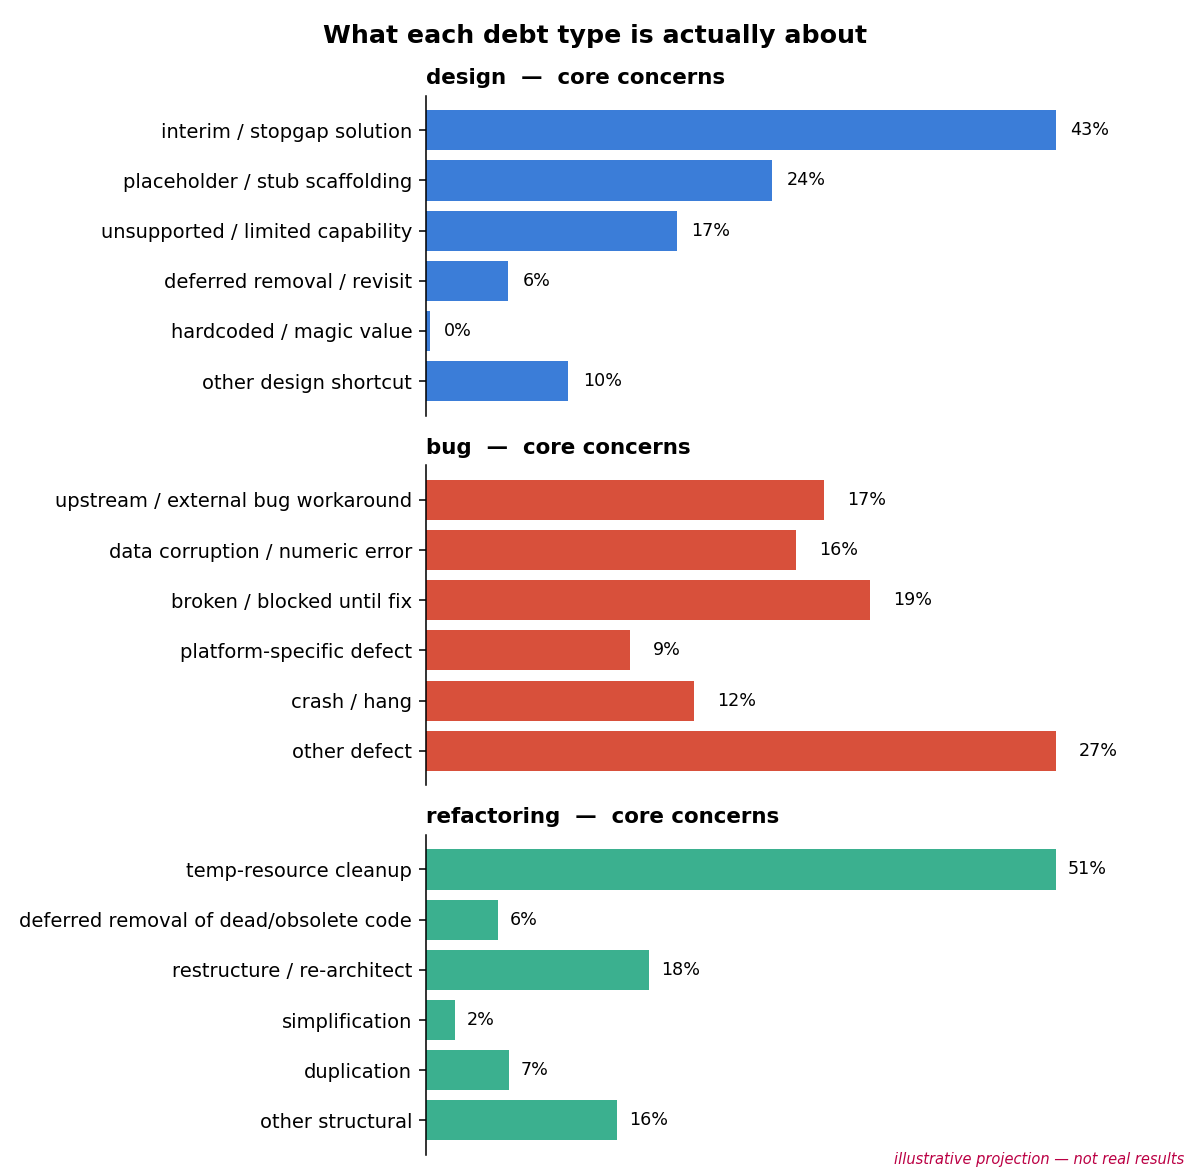 What each debt type is actually about
design — core concerns
interim / stopgap solution 43%
placeholder / stub scaffolding 24%
unsupported / limited capability 17%
deferred removal / revisit 6%
hardcoded / magic value 0%
other design shortcut 10%
bug — core concerns
upstream / external bug workaround 17%
data corruption / numeric error 16%
broken / blocked until fix 19%
platform-specific defect 9%
crash / hang 12%
other defect 27%
refactoring — core concerns
temp-resource cleanup 51%
deferred removal of dead/obsolete code 6%
restructure / re-architect 18%
simplification 2%
duplication 7%
other structural 16%
illustrative projection — not real results